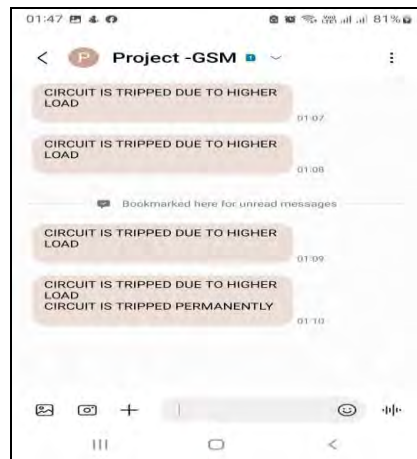 01:47
81%
Project -GSM
CIRCUIT IS TRIPPED DUE TO HIGHER
LOAD
01:07
CIRCUIT IS TRIPPED DUE TO HIGHER
LOAD
01:08
Bookmarked here for unread messages
CIRCUIT IS TRIPPED DUE TO HIGHER
LOAD
01:09
CIRCUIT IS TRIPPED DUE TO HIGHER
LOAD
CIRCUIT IS TRIPPED PERMANENTLY
01:10